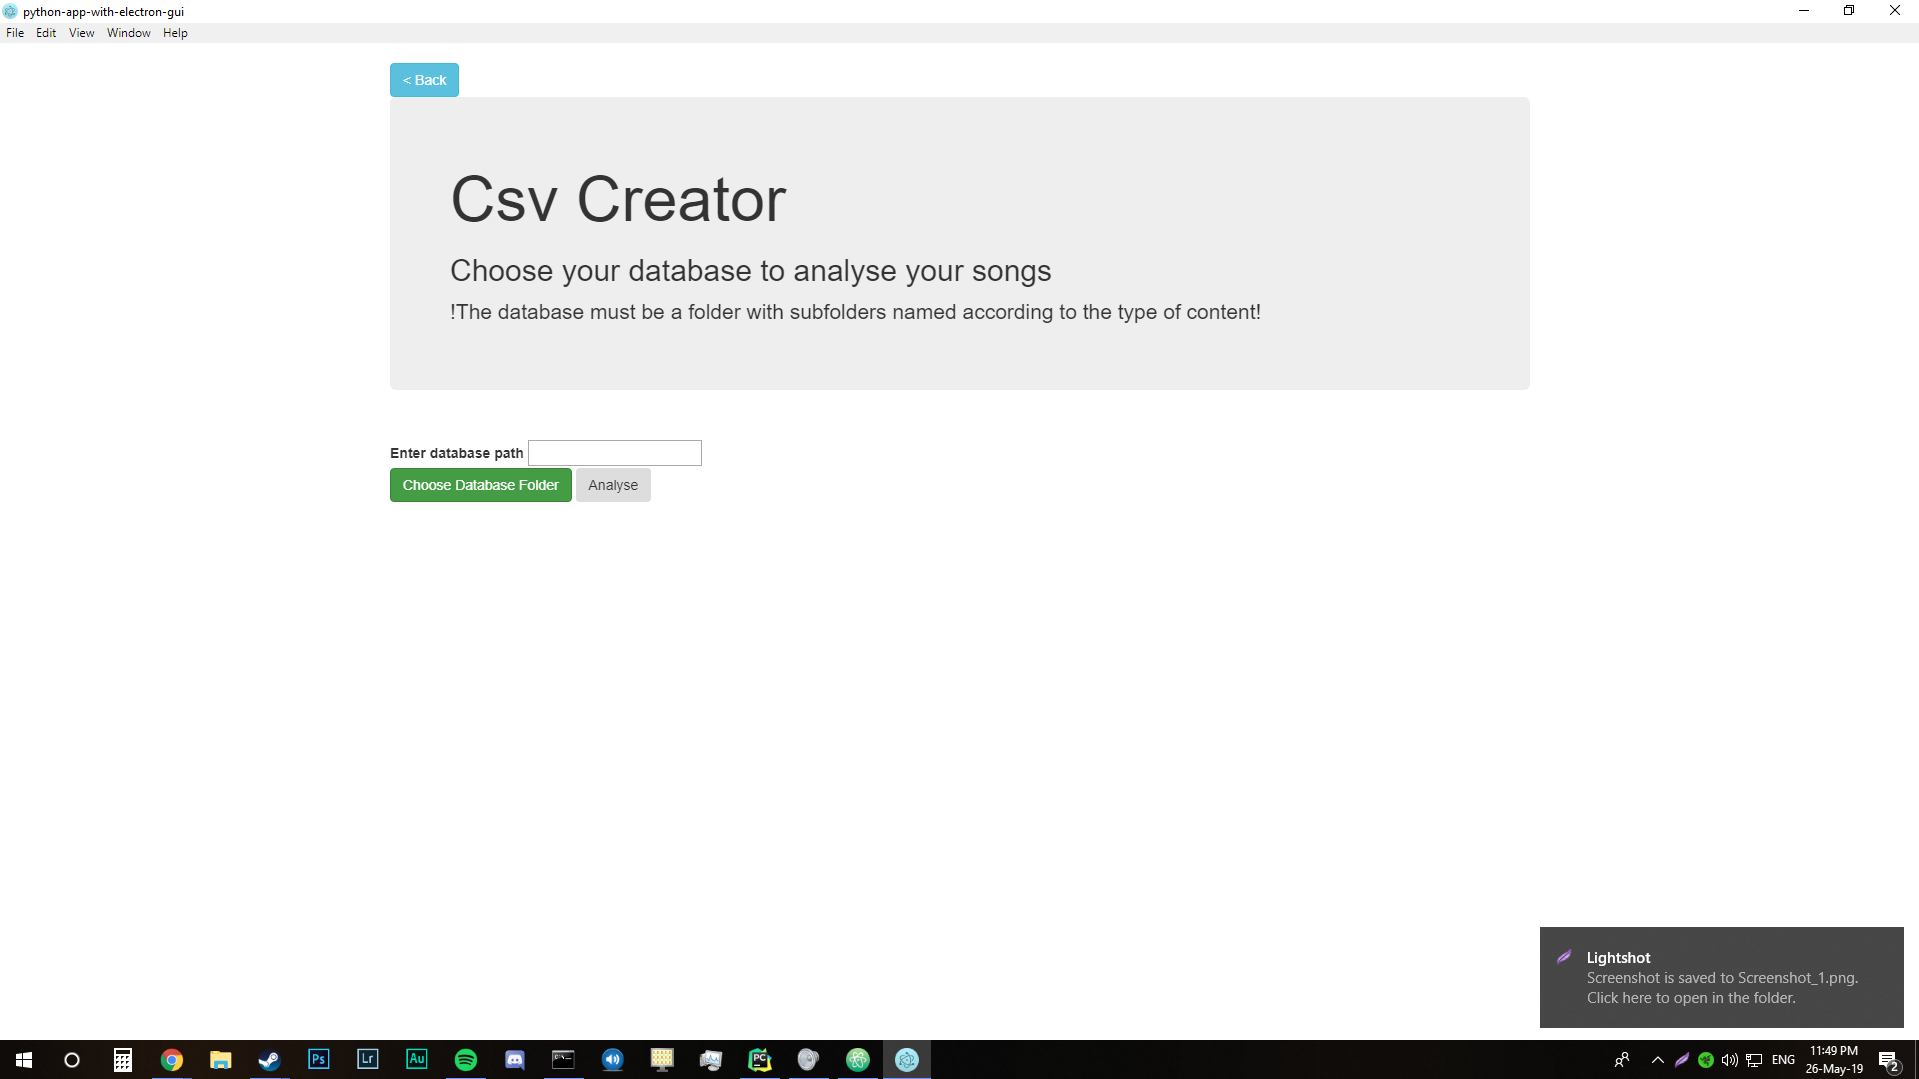 python-app-with-electron-gui
File Edit View Window Help
< Back
Csv Creator
Choose your database to analyse your songs
!The database must be a folder with subfolders named according to the type of content!
Enter database path
Choose Database Folder Analyse
Lightshot
Screenshot is saved to Screenshot_1.png.
Click here to open in the folder.
Ps Lr Au PC ENG
11:49 PM
26-May-19
2